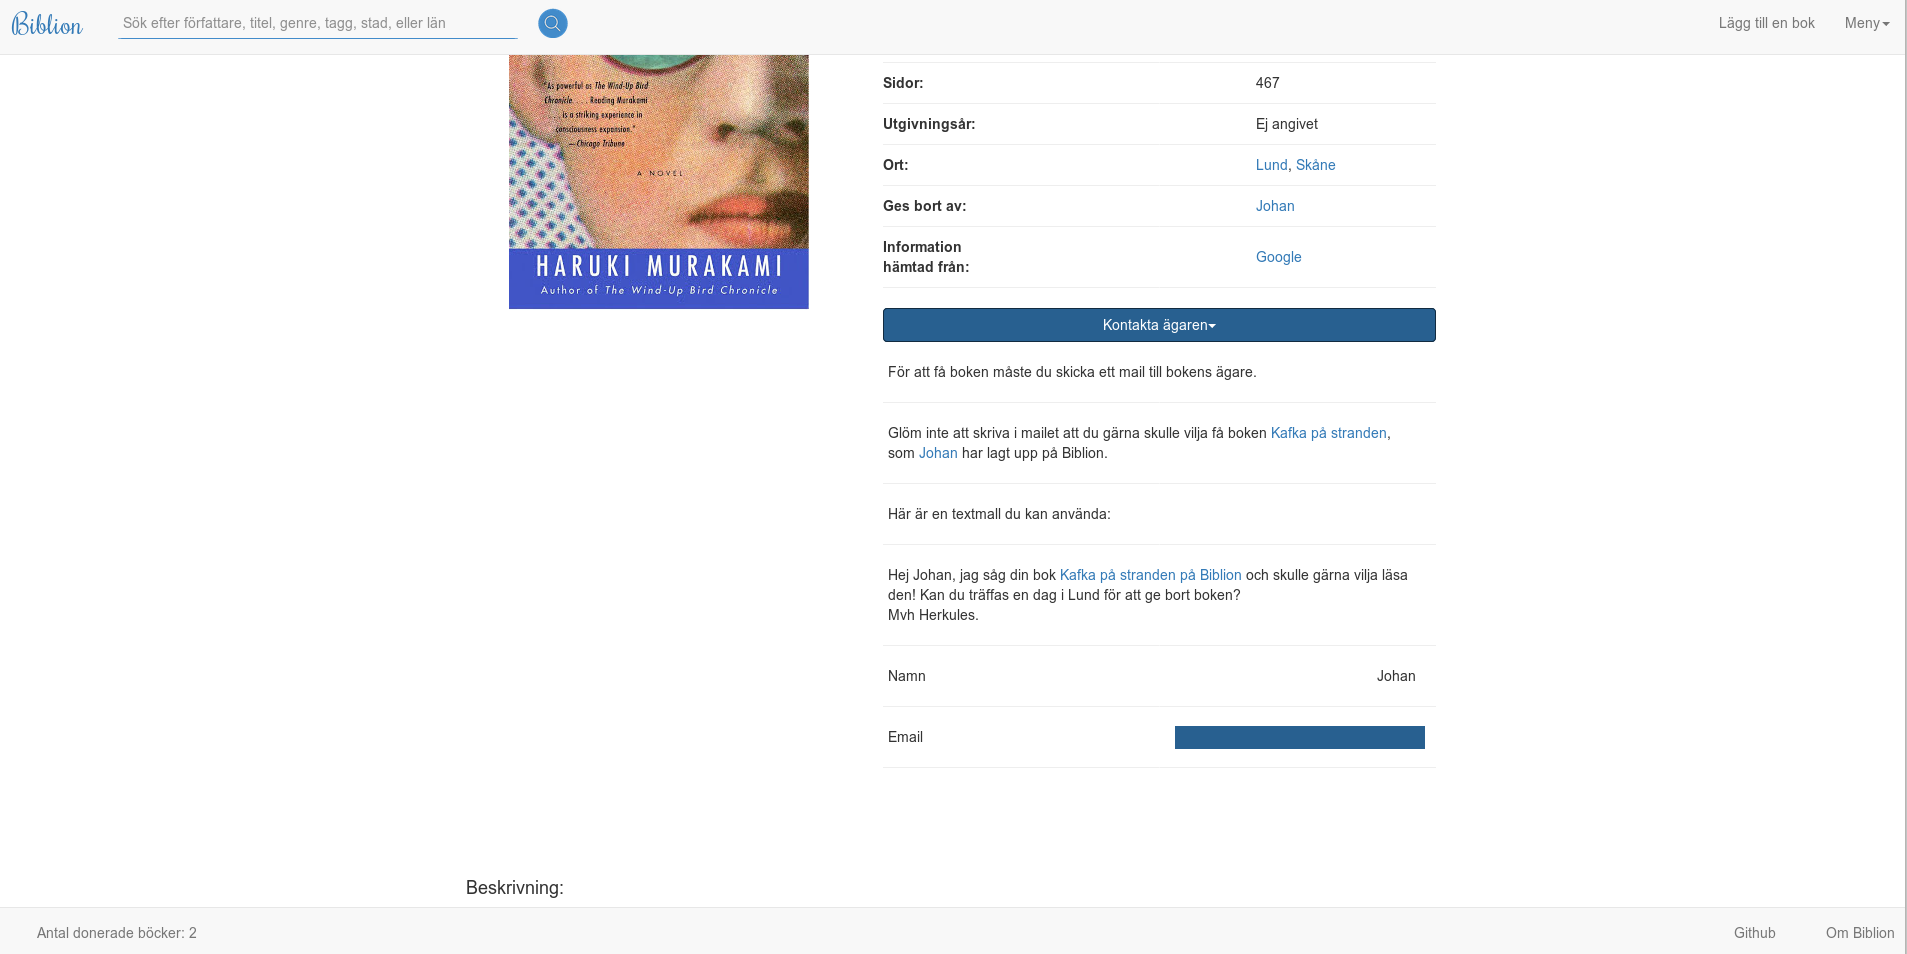 Biblion
Sök efter författare, titel, genre, tagg, stad, eller län
Lägg till en bok
Meny
"As powerful as The Wind-Up Bird
Chronicle. . . . Reading Murakami
. . . is a striking experience in
consciousness expansion."
—Chicago Tribune
A NOVEL
HARUKI MURAKAMI
Author of The Wind-Up Bird Chronicle
Sidor: 467
Utgivningsår: Ej angivet
Ort: Lund, Skåne
Ges bort av: Johan
Information
hämtad från: Google
Kontakta ägaren
För att få boken måste du skicka ett mail till bokens ägare.
Glöm inte att skriva i mailet att du gärna skulle vilja få boken Kafka på stranden,
som Johan har lagt upp på Biblion.
Här är en textmall du kan använda:
Hej Johan, jag såg din bok Kafka på stranden på Biblion och skulle gärna vilja läsa
den! Kan du träffas en dag i Lund för att ge bort boken?
Mvh Herkules.
Namn Johan
Email
Beskrivning:
Antal donerade böcker: 2
Github
Om Biblion